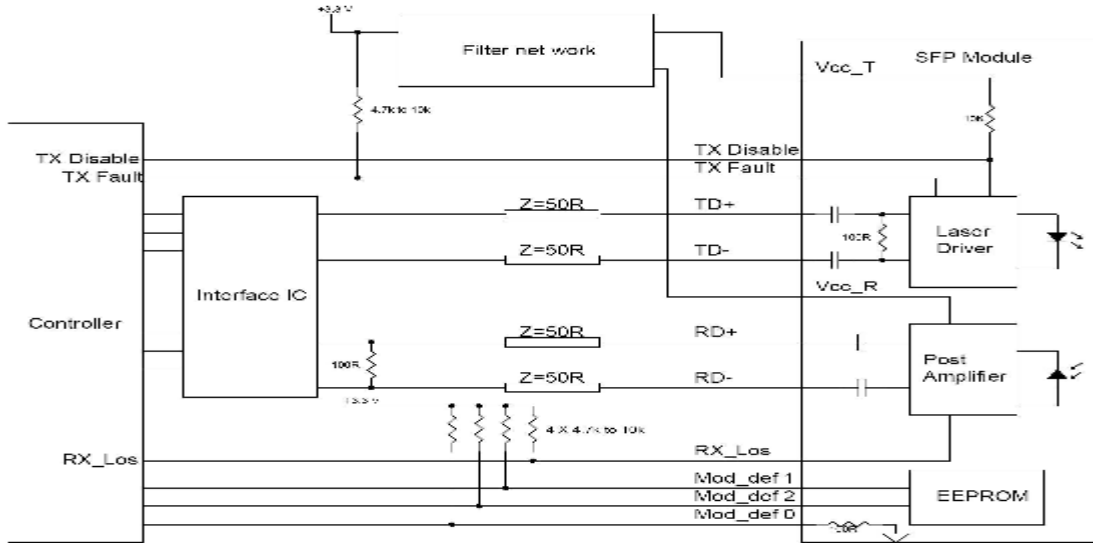 +3.3 V
Filter net work
SFP Module
Vcc_T
4.7k to 10k
10K
TX Disable
TX Fault
TX Disable
TX Fault
Z=50R
TD+
Z=50R
TD-
100R
Laser
Driver
Interface IC
Vcc_R
Controller
Z=50R
RD+
100R
Z=50R
RD-
Post
Amplifier
4 X 4.7k to 10k
RX_Los
RX_Los
Mod_def 1
Mod_def 2
Mod_def 0
EEPROM